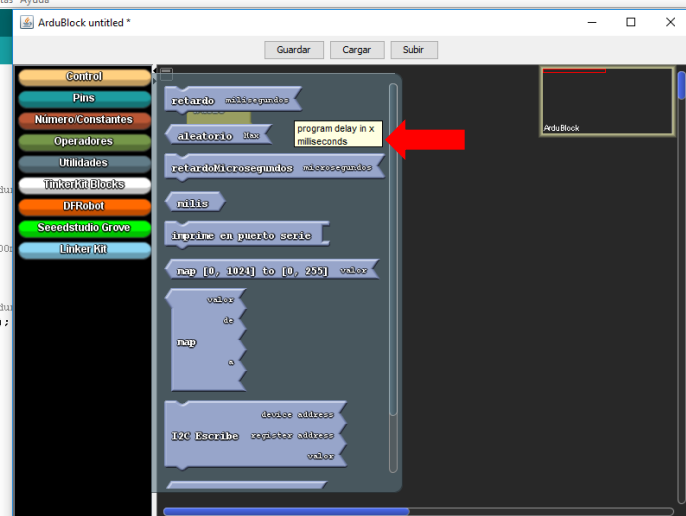 Ayuda
ArduBlock untitled *
Guardar
Cargar
Subir
Control
Pins
Número/Constantes
Operadores
Utilidades
TinkerKit Blocks
DFRobot
Seeedstudio Grove
Linker Kit
retardo milisegundos
aleatorio Max
program delay in x
miliseconds
retardoMicrosegundos microsegundos
milis
imprime en puerto serie
map [0, 1024] to [0, 255] valor
valor
de
map
a
device address
I2C Escribe register address
valor
ArduBlock